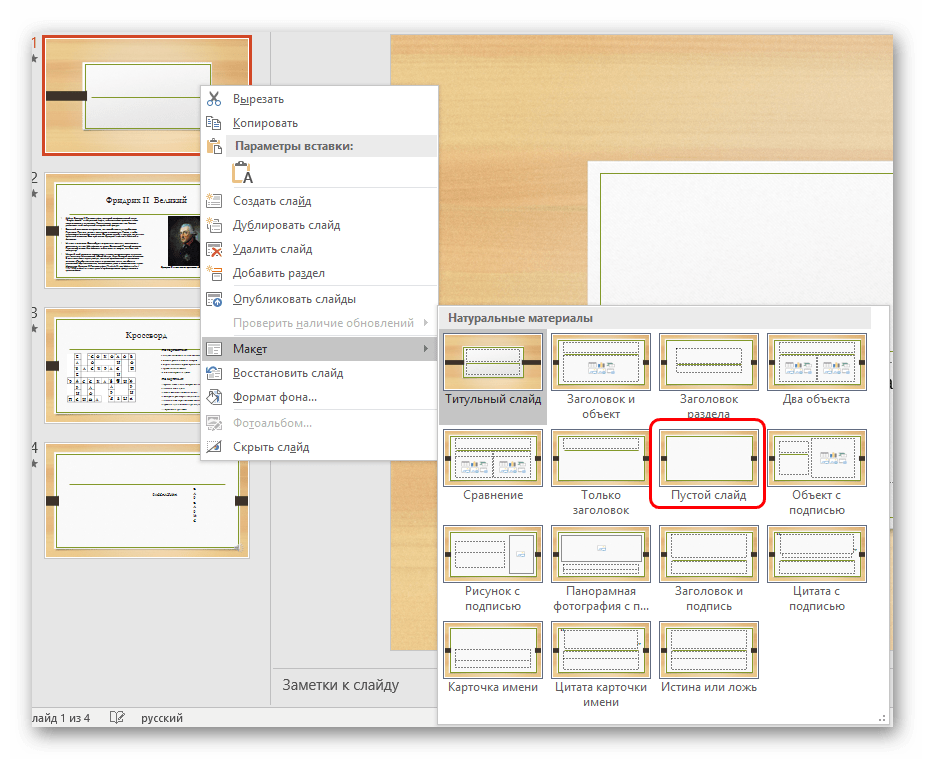 1
2
Фридрих II Великий
3
Кроссворд
4
Вырезать
Копировать
Параметры вставки:
A
Создать слайд
Дублировать слайд
Удалить слайд
Добавить раздел
Опубликовать слайды
Проверить наличие обновлений
Макет
Восстановить слайд
Формат фона...
Фотоальбом...
Скрыть слайд
Натуральные материалы
Титульный слайд
Заголовок и
объект
Заголовок
раздела
Два объекта
Сравнение
Только
заголовок
Пустой слайд
Объект с
подписью
Рисунок с
подписью
Панорамная
фотография с п...
Заголовок и
подпись
Цитата с
подписью
Карточка имени
Цитата карточки
имени
Истина или ложь
а
Заметки к слайду
лайд 1 из 4
русский